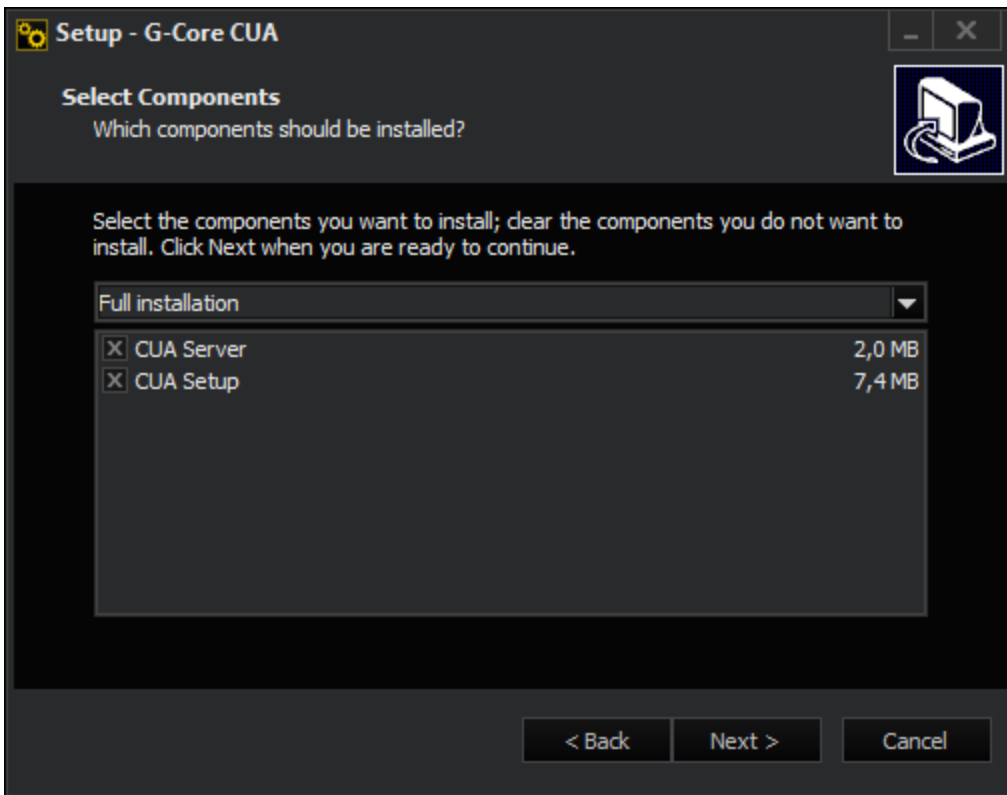 Setup - G-Core CUA
Select Components
Which components should be installed?
Select the components you want to install; clear the components you do not want to
install. Click Next when you are ready to continue.
Full installation
CUA Server 2,0 MB
CUA Setup 7,4 MB
< Back Next > Cancel